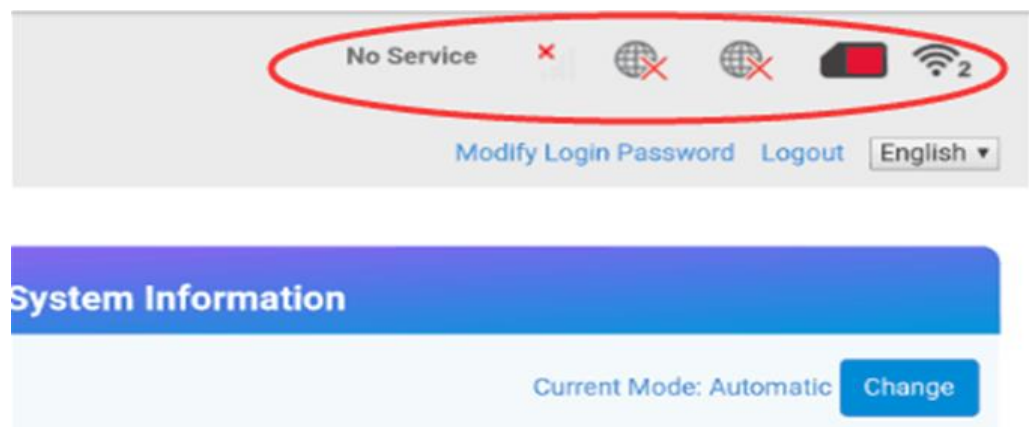 No Service
2
Modify Login Password Logout English
System Information
Current Mode: Automatic Change